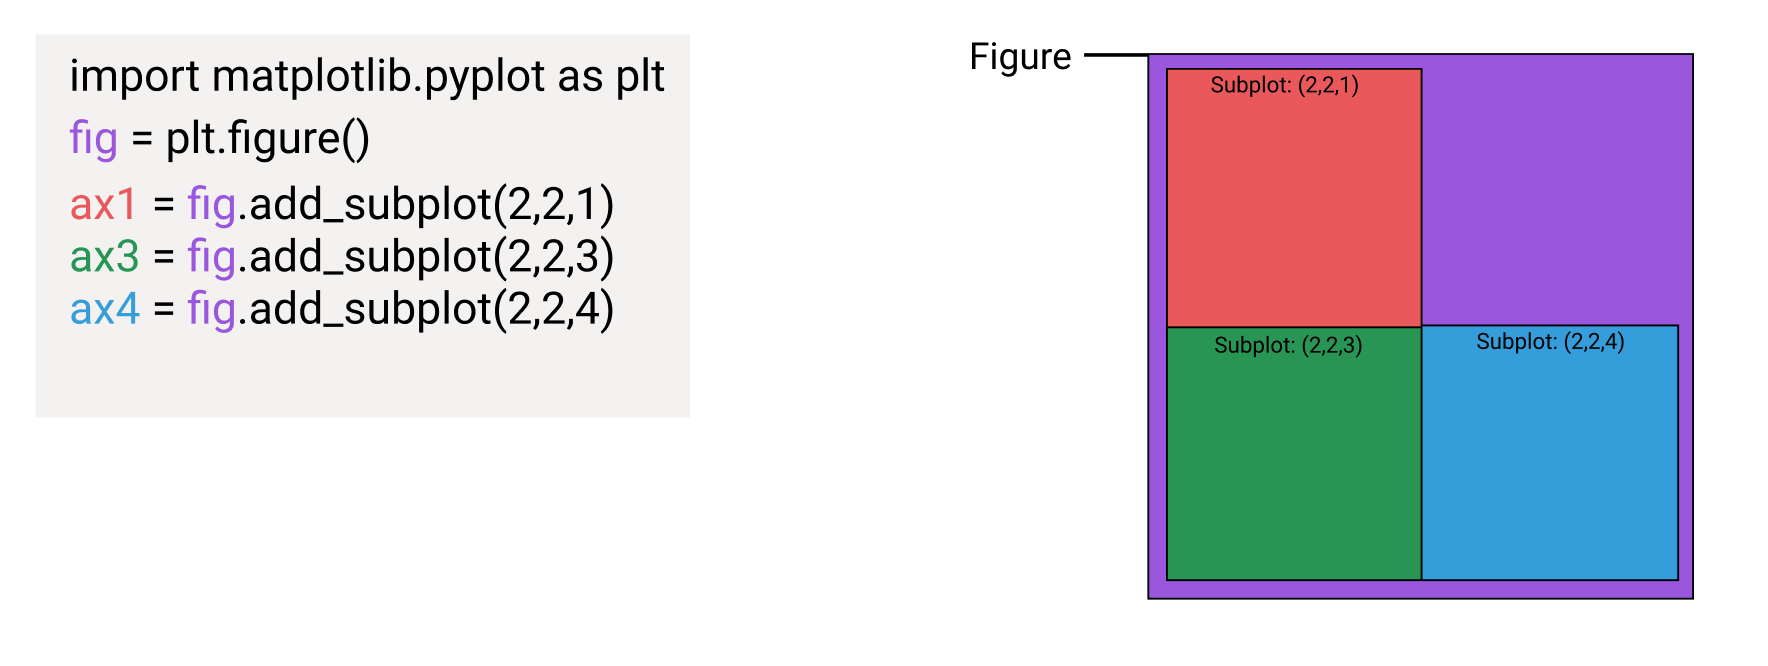 import matplotlib.pyplot as plt
fig = plt.figure()
ax1 = fig.add_subplot(2,2,1)
ax3 = fig.add_subplot(2,2,3)
ax4 = fig.add_subplot(2,2,4)
Figure
Subplot: (2,2,1)
Subplot: (2,2,3)
Subplot: (2,2,4)